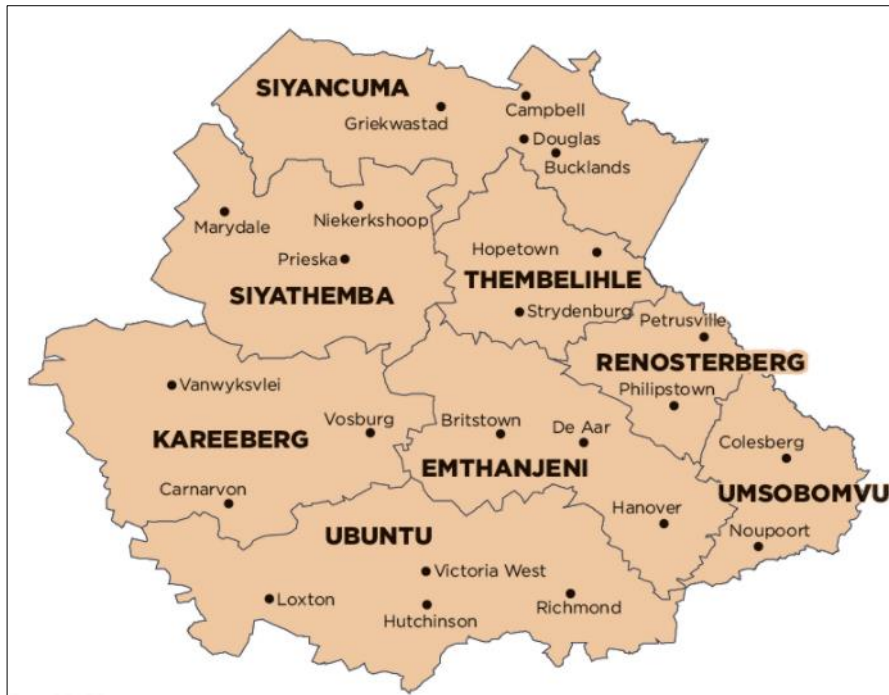 SIYANCUMA
Campbell
Griekwastad
Douglas
Bucklands
Marydale
Niekerkshoop
Hopetown
Prieska
THEMBELIHLE
SIYATHEMBA
Strydenburg
Petrusville
RENOSTERBERG
Vanwyksvlei
Philipstown
Vosburg
Britstown
De Aar
KAREEBERG
Colesberg
EMTHANJENI
Carnarvon
UMSOBOMVU
Hanover
UBUNTU
Noupoort
Victoria West
Loxton
Richmond
Hutchinson